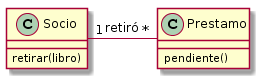 C Socio
retirar(libro)
1 retiró *
C Prestamo
pendiente()